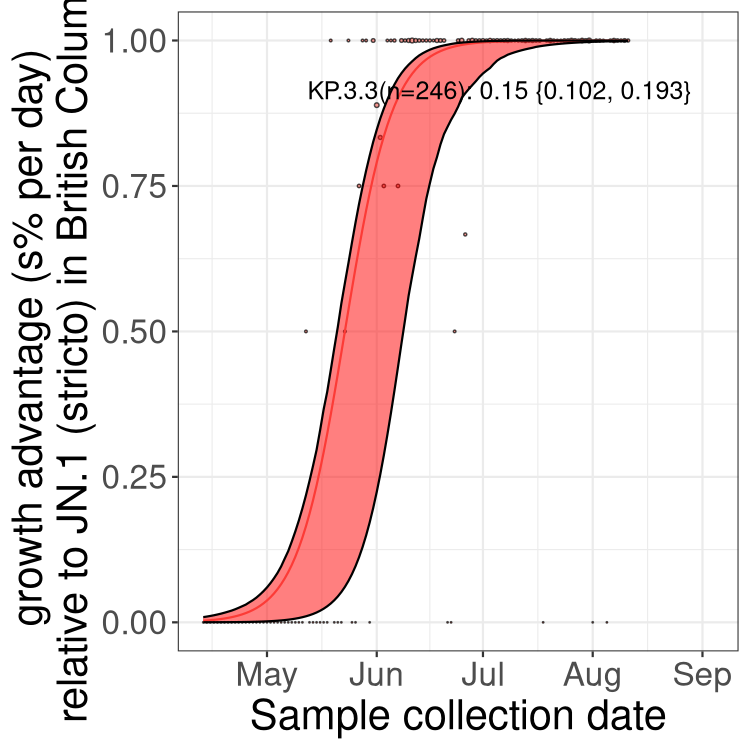 growth advantage (s% per day)
relative to JN.1 (stricto) in British Colum
1.00
0.75
0.50
0.25
0.00
KP.3.3(n=246): 0.15 {0.102, 0.193}
May Jun Jul Aug Sep
Sample collection date